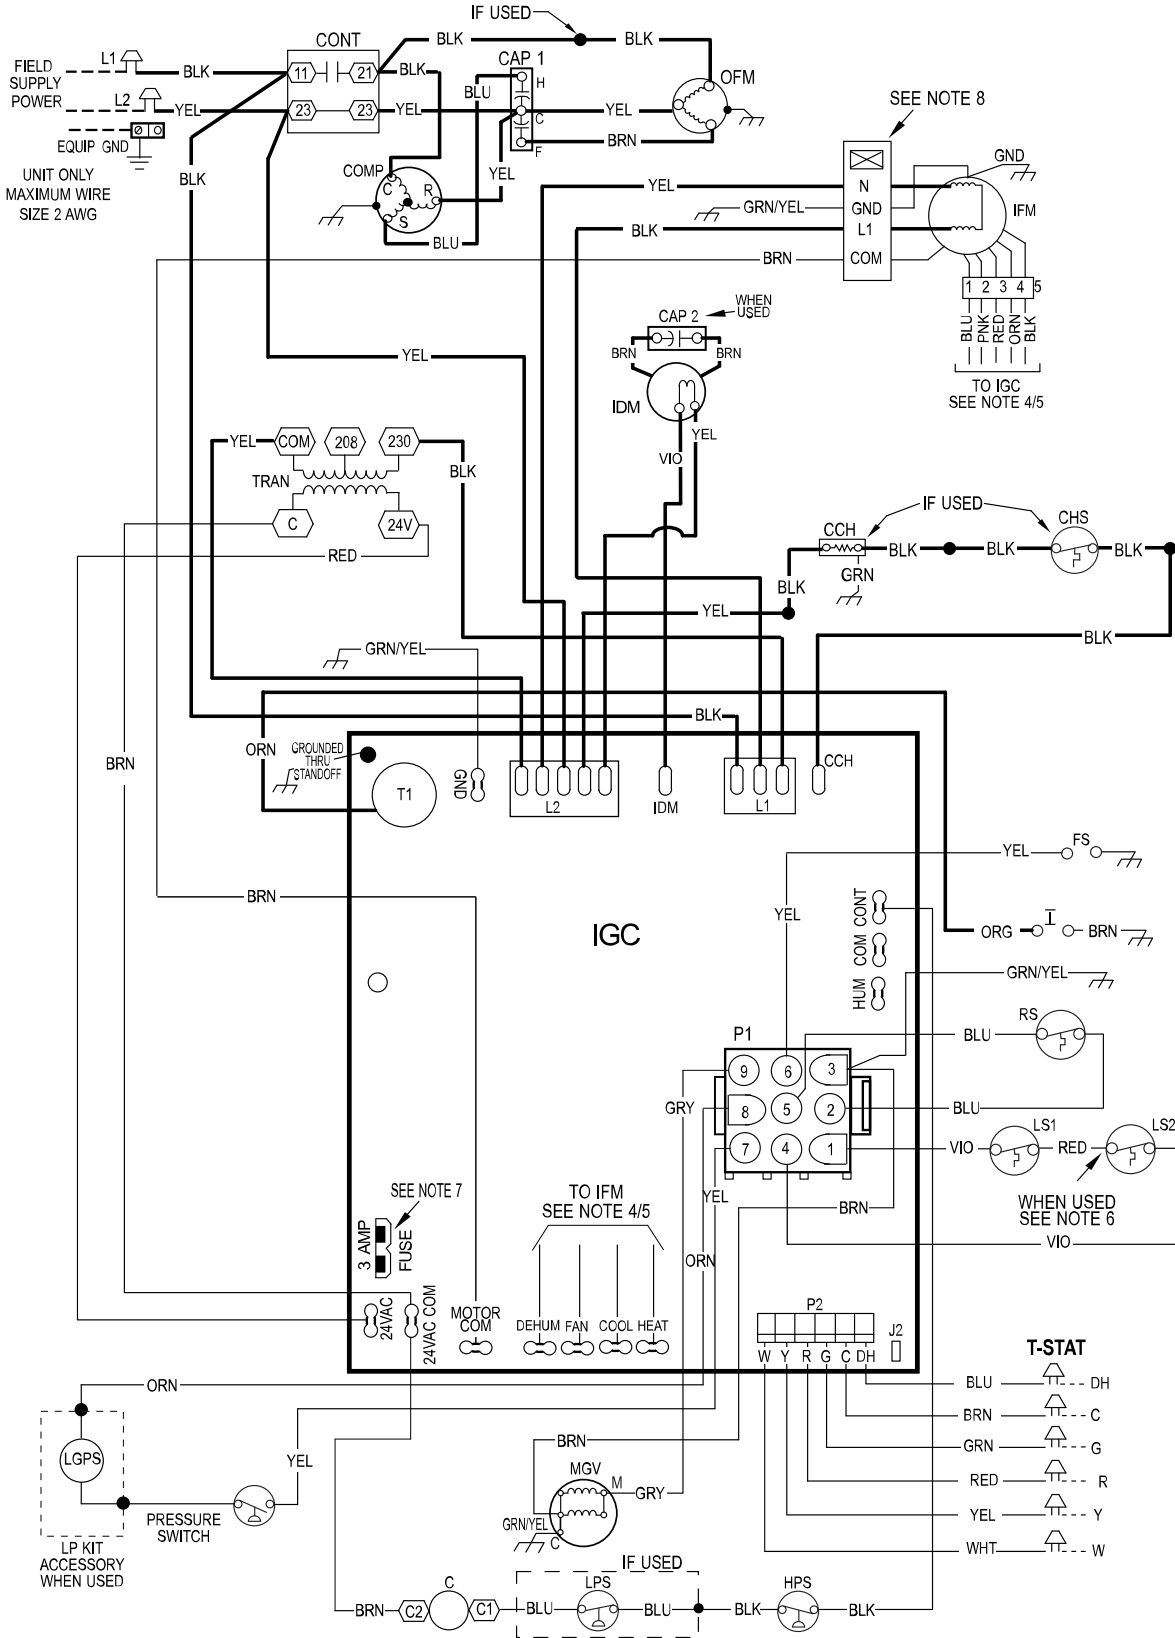 IF USED
CONT
BLK
BLK
CAP 1
L1
FIELD
SUPPLY
POWER
BLK
11
21
BLK
H
BLU
OFM
L2
YEL
23
23
YEL
C
YEL
SEE NOTE 8
EQUIP GND
BRN
F
UNIT ONLY
MAXIMUM WIRE
SIZE 2 AWG
BLK
COMP
C
R
S
YEL
BLU
YEL
N
GND
GRN/YEL
GND
IFM
BLK
L1
BRN
COM
1 2 3 4 5
BLU
PNK
RED
ORN
BLK
TO IGC
SEE NOTE 4/5
CAP 2
WHEN
USED
BRN
BRN
YEL
IDM
YEL
VIO
YEL
COM
208
230
BLK
TRAN
C
24V
RED
IF USED
CCH
CHS
BLK
BLK
BLK
GRN
BLK
YEL
BLK
GRN/YEL
BLK
BRN
ORN
GROUNDED
THRU
STANDOFF
T1
GND
L2
IDM
L1
CCH
YEL
FS
BRN
IGC
YEL
CONT
COM
HUM
ORG
I
BRN
GRN/YEL
RS
BLU
P1
9
6
3
8
5
2
7
4
1
GRY
BLU
LS1
LS2
VIO
RED
WHEN USED
SEE NOTE 6
VIO
YEL
BRN
SEE NOTE 7
3 AMP
FUSE
TO IFM
SEE NOTE 4/5
ORN
24VAC
24VAC COM
MOTOR
COM
DEHUM
FAN
COOL
HEAT
P2
J2
W Y R G C DH
T-STAT
BLU
DH
BRN
C
GRN
G
RED
R
YEL
Y
WHT
W
ORN
LGPS
YEL
BRN
PRESSURE
SWITCH
LP KIT
ACCESSORY
WHEN USED
MGV
M
GRY
GRN/YEL
C
IF USED
C
BRN
C2
C1
BLU
LPS
BLU
BLK
HPS
BLK